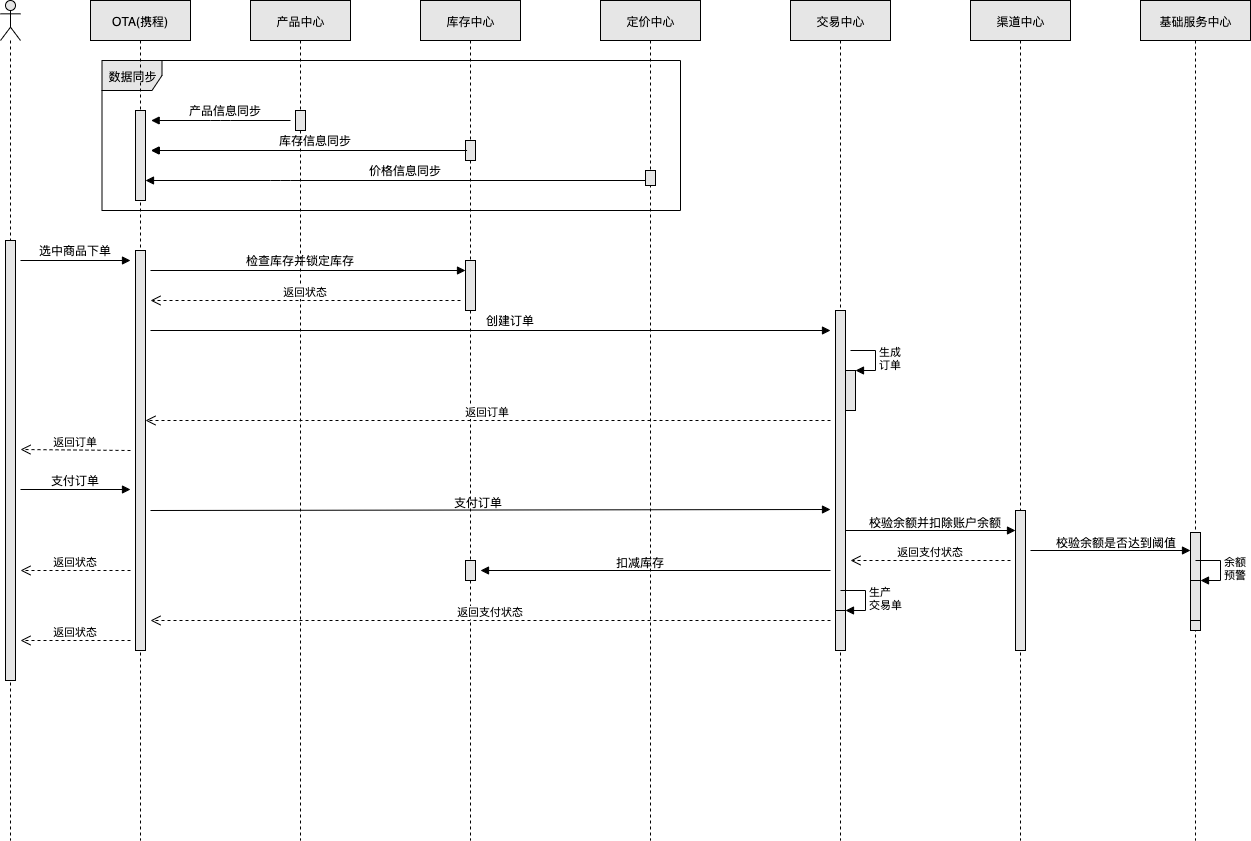 OTA(携程)
产品中心
库存中心
定价中心
交易中心
渠道中心
基础服务中心
数据同步
产品信息同步
库存信息同步
价格信息同步
选中商品下单
检查库存并锁定库存
返回状态
创建订单
生成
订单
返回订单
返回订单
支付订单
支付订单
校验余额并扣除账户余额
校验余额是否达到阈值
返回支付状态
返回状态
扣减库存
余额
预警
生产
交易单
返回支付状态
返回状态